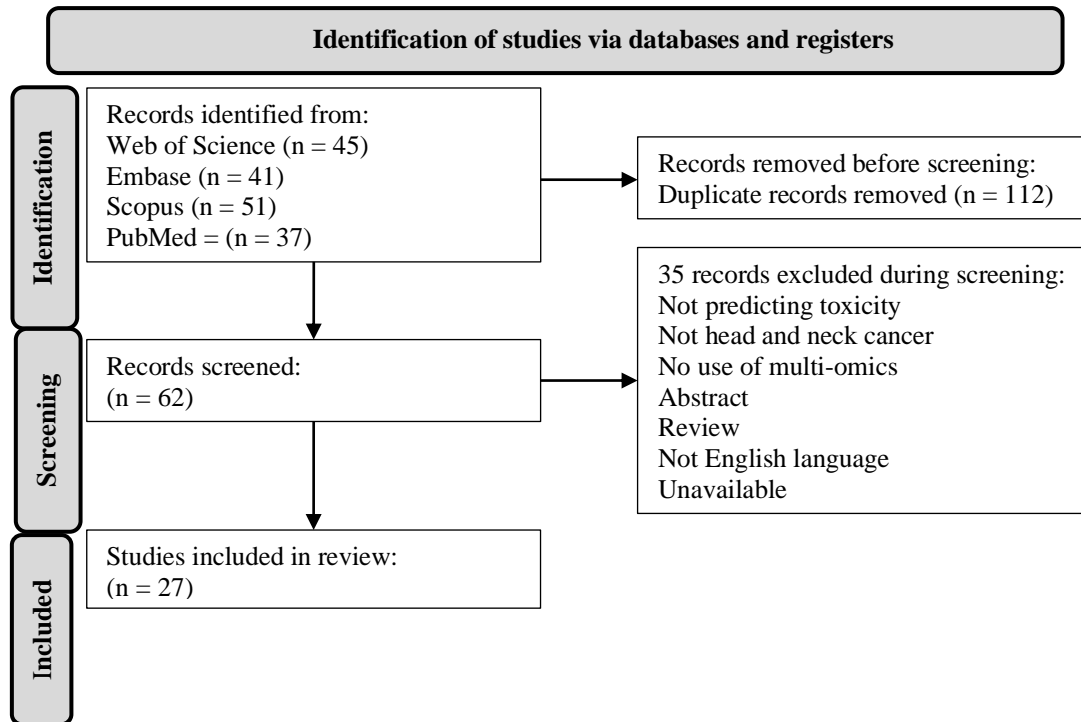 Identification of studies via databases and registers
Identification
Records identified from:
Web of Science (n = 45)
Embase (n = 41)
Scopus (n = 51)
PubMed = (n = 37)
Records removed before screening:
Duplicate records removed (n = 112)
Screening
Records screened:
(n = 62)
35 records excluded during screening:
Not predicting toxicity
Not head and neck cancer
No use of multi-omics
Abstract
Review
Not English language
Unavailable
Included
Studies included in review:
(n = 27)